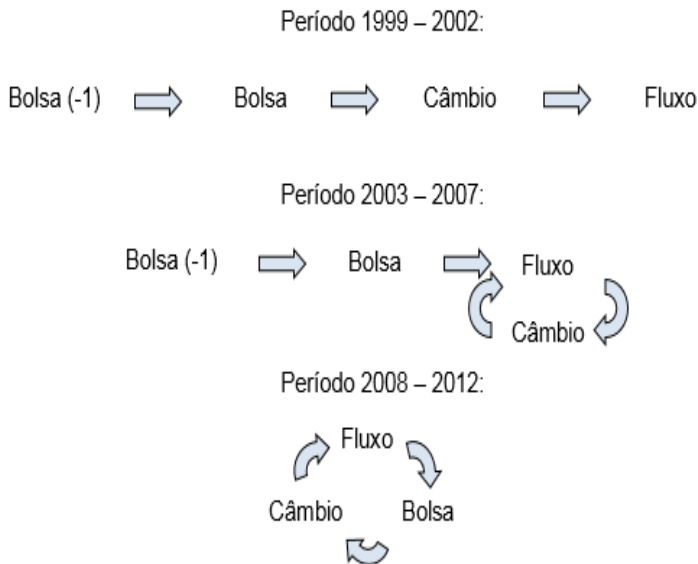 Período 1999 – 2002:
Bolsa (-1) Bolsa Câmbio Fluxo
Período 2003 – 2007:
Bolsa (-1) Bolsa Fluxo
Câmbio
Período 2008 – 2012:
Fluxo
Câmbio Bolsa